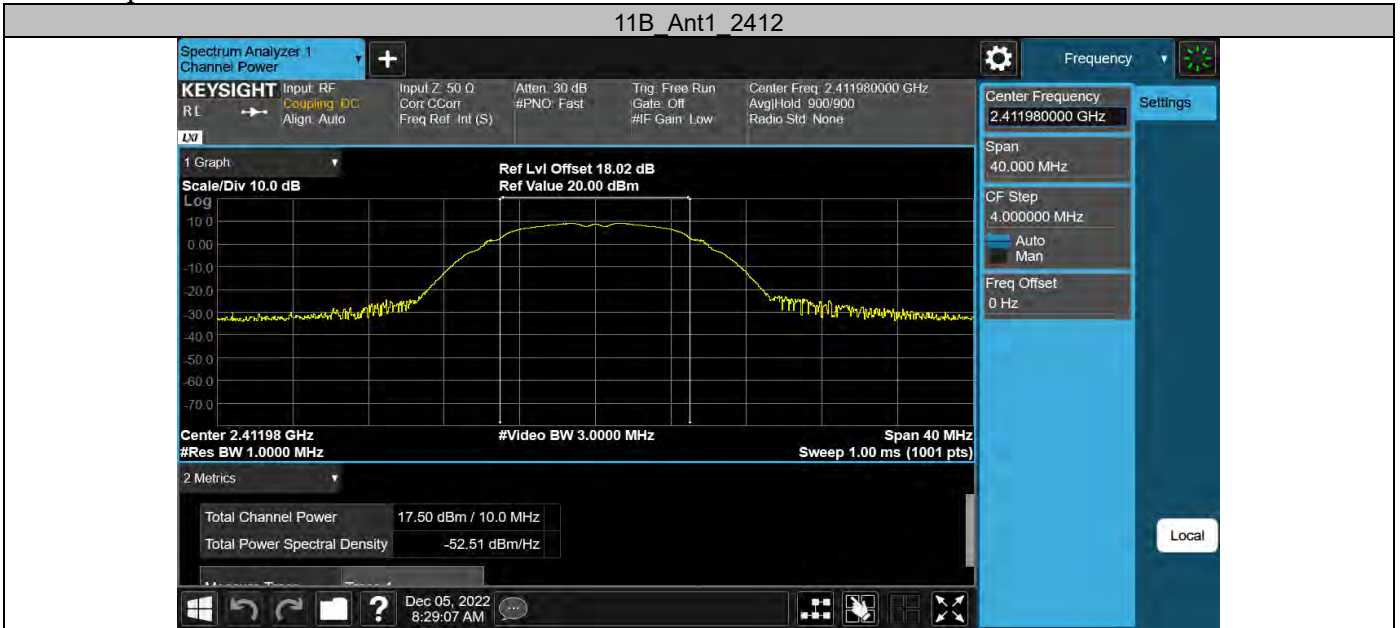 11B_Ant1_2412
Spectrum Analyzer 1
Channel Power
Frequency
KEYSIGHT
RL
LXI
Input: RF
Coupling: DC
Align: Auto
Input Z: 50 Ω
Corr CCorr
Freq Ref: Int (S)
Atten: 30 dB
#PNO: Fast
Trig: Free Run
Gate: Off
#IF Gain: Low
Center Freq: 2.411980000 GHz
Avg|Hold: 900/900
Radio Std: None
Center Frequency
2.411980000 GHz
Settings
Span
40.000 MHz
CF Step
4.000000 MHz
Auto
Man
Freq Offset
0 Hz
1 Graph
Scale/Div 10.0 dB
Ref Lvl Offset 18.02 dB
Ref Value 20.00 dBm
Log
10.0
0.00
-10.0
-20.0
-30.0
-40.0
-50.0
-60.0
-70.0
Center 2.41198 GHz
#Video BW 3.0000 MHz
Span 40 MHz
#Res BW 1.0000 MHz
Sweep 1.00 ms (1001 pts)
2 Metrics
Total Channel Power 17.50 dBm / 10.0 MHz
Total Power Spectral Density -52.51 dBm/Hz
Local
Dec 05, 2022
8:29:07 AM